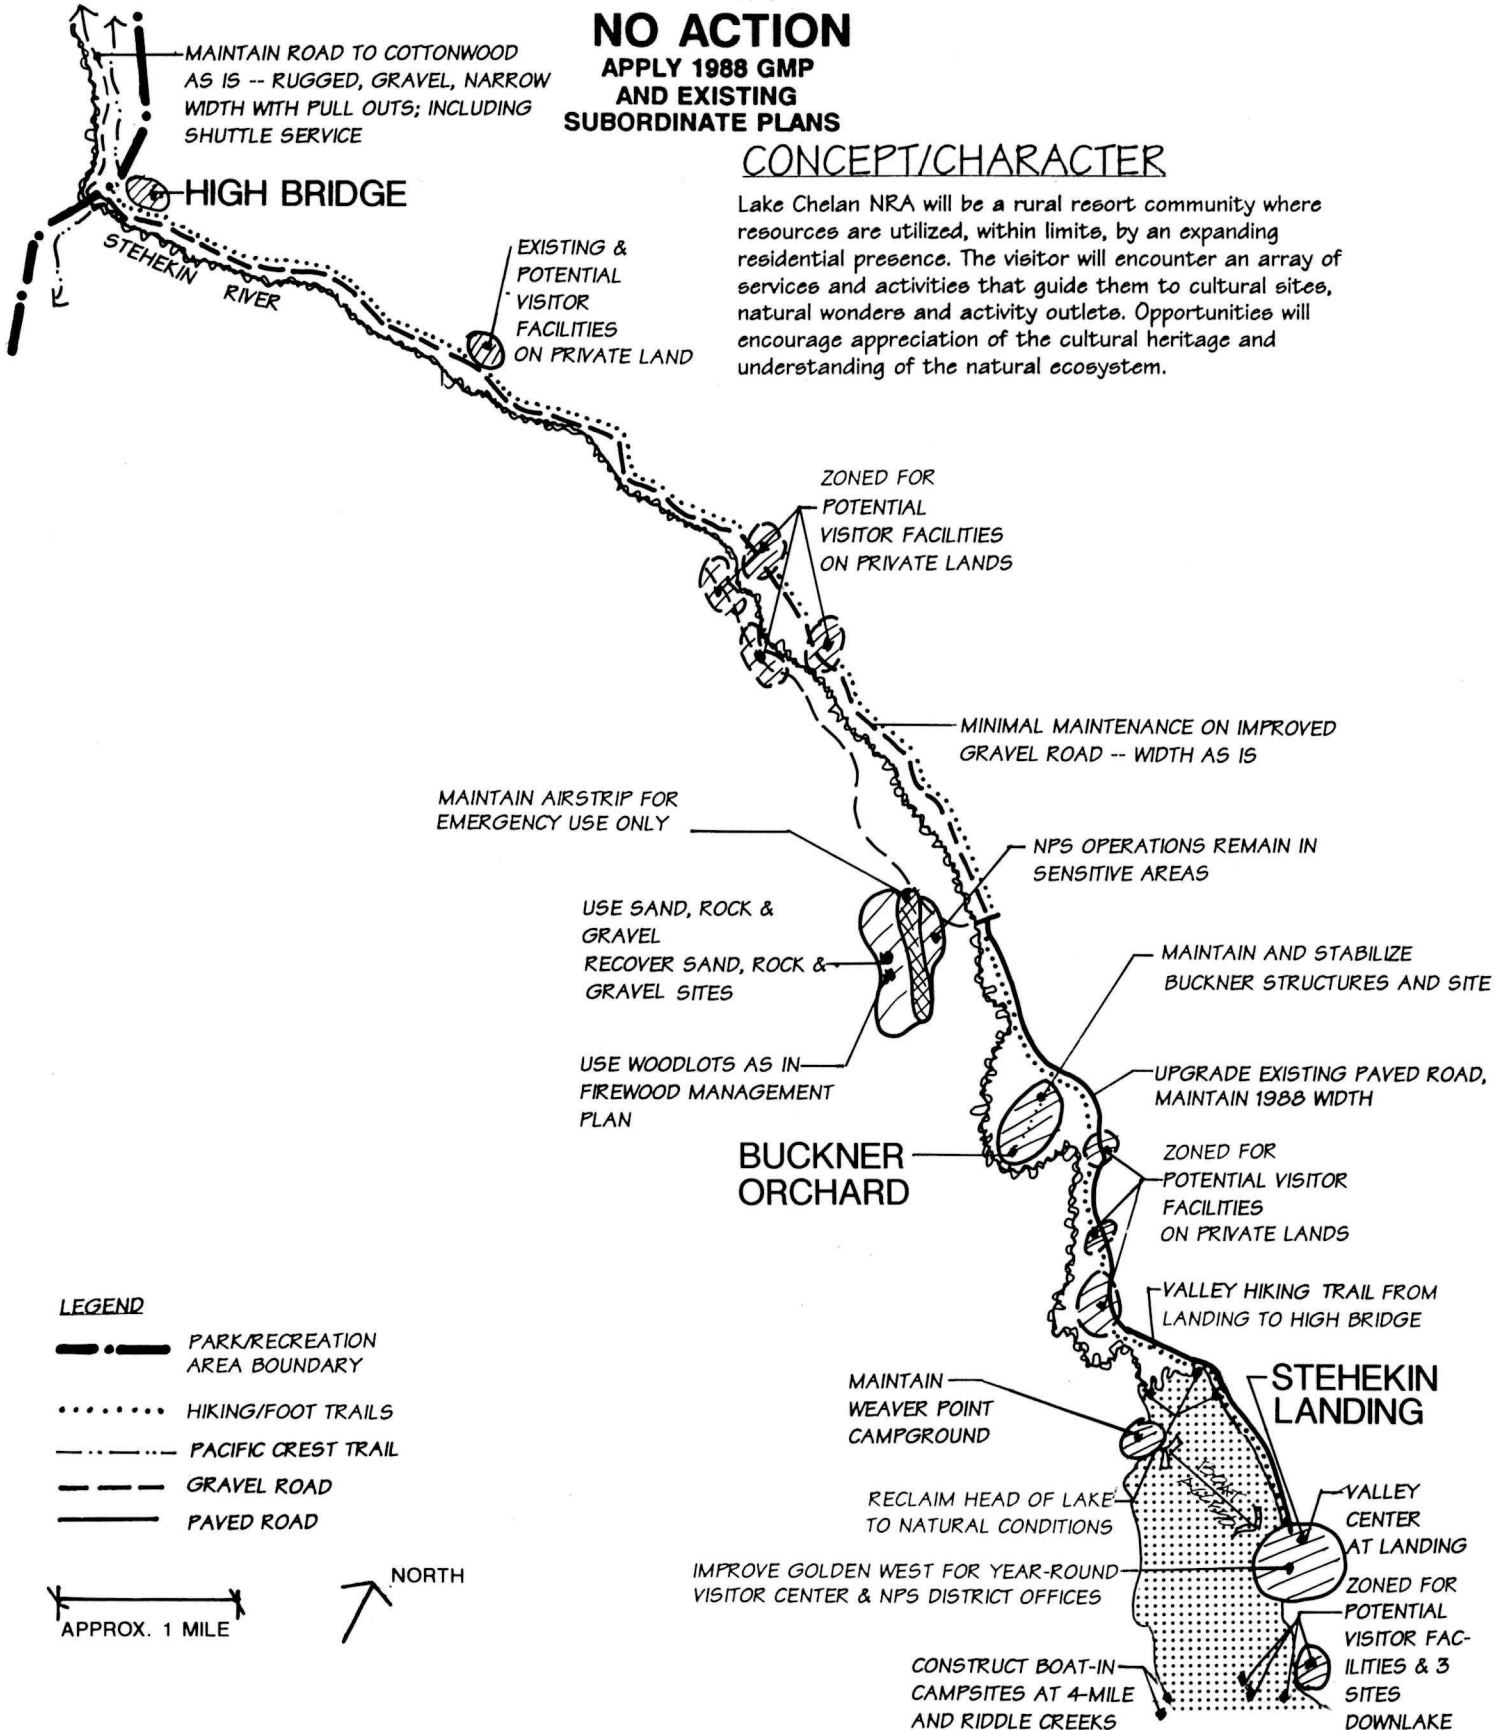 NO ACTION
APPLY 1988 GMP
AND EXISTING
SUBORDINATE PLANS
MAINTAIN ROAD TO COTTONWOOD
AS IS -- RUGGED, GRAVEL, NARROW
WIDTH WITH PULL OUTS; INCLUDING
SHUTTLE SERVICE
CONCEPT/CHARACTER
Lake Chelan NRA will be a rural resort community where
resources are utilized, within limits, by an expanding
residential presence. The visitor will encounter an array of
services and activities that guide them to cultural sites,
natural wonders and activity outlets. Opportunities will
encourage appreciation of the cultural heritage and
understanding of the natural ecosystem.
HIGH BRIDGE
STEHEKIN
RIVER
EXISTING &
POTENTIAL
VISITOR
FACILITIES
ON PRIVATE LAND
ZONED FOR
POTENTIAL
VISITOR FACILITIES
ON PRIVATE LANDS
MINIMAL MAINTENANCE ON IMPROVED
GRAVEL ROAD -- WIDTH AS IS
MAINTAIN AIRSTRIP FOR
EMERGENCY USE ONLY
NPS OPERATIONS REMAIN IN
SENSITIVE AREAS
USE SAND, ROCK &
GRAVEL
RECOVER SAND, ROCK &
GRAVEL SITES
MAINTAIN AND STABILIZE
BUCKNER STRUCTURES AND SITE
USE WOODLOTS AS IN
FIREWOOD MANAGEMENT
PLAN
UPGRADE EXISTING PAVED ROAD,
MAINTAIN 1988 WIDTH
BUCKNER
ORCHARD
ZONED FOR
POTENTIAL VISITOR
FACILITIES
ON PRIVATE LANDS
VALLEY HIKING TRAIL FROM
LANDING TO HIGH BRIDGE
LEGEND
PARK/RECREATION
AREA BOUNDARY
HIKING/FOOT TRAILS
PACIFIC CREST TRAIL
GRAVEL ROAD
PAVED ROAD
NORTH
APPROX. 1 MILE
STEHEKIN
LANDING
MAINTAIN
WEAVER POINT
CAMPGROUND
RECLAIM HEAD OF LAKE
TO NATURAL CONDITIONS
VALLEY
CENTER
AT LANDING
IMPROVE GOLDEN WEST FOR YEAR-ROUND
VISITOR CENTER & NPS DISTRICT OFFICES
ZONED FOR
POTENTIAL
VISITOR FAC-
ILITIES & 3
SITES
DOWNLAKE
CONSTRUCT BOAT-IN
CAMPSITES AT 4-MILE
AND RIDDLE CREEKS